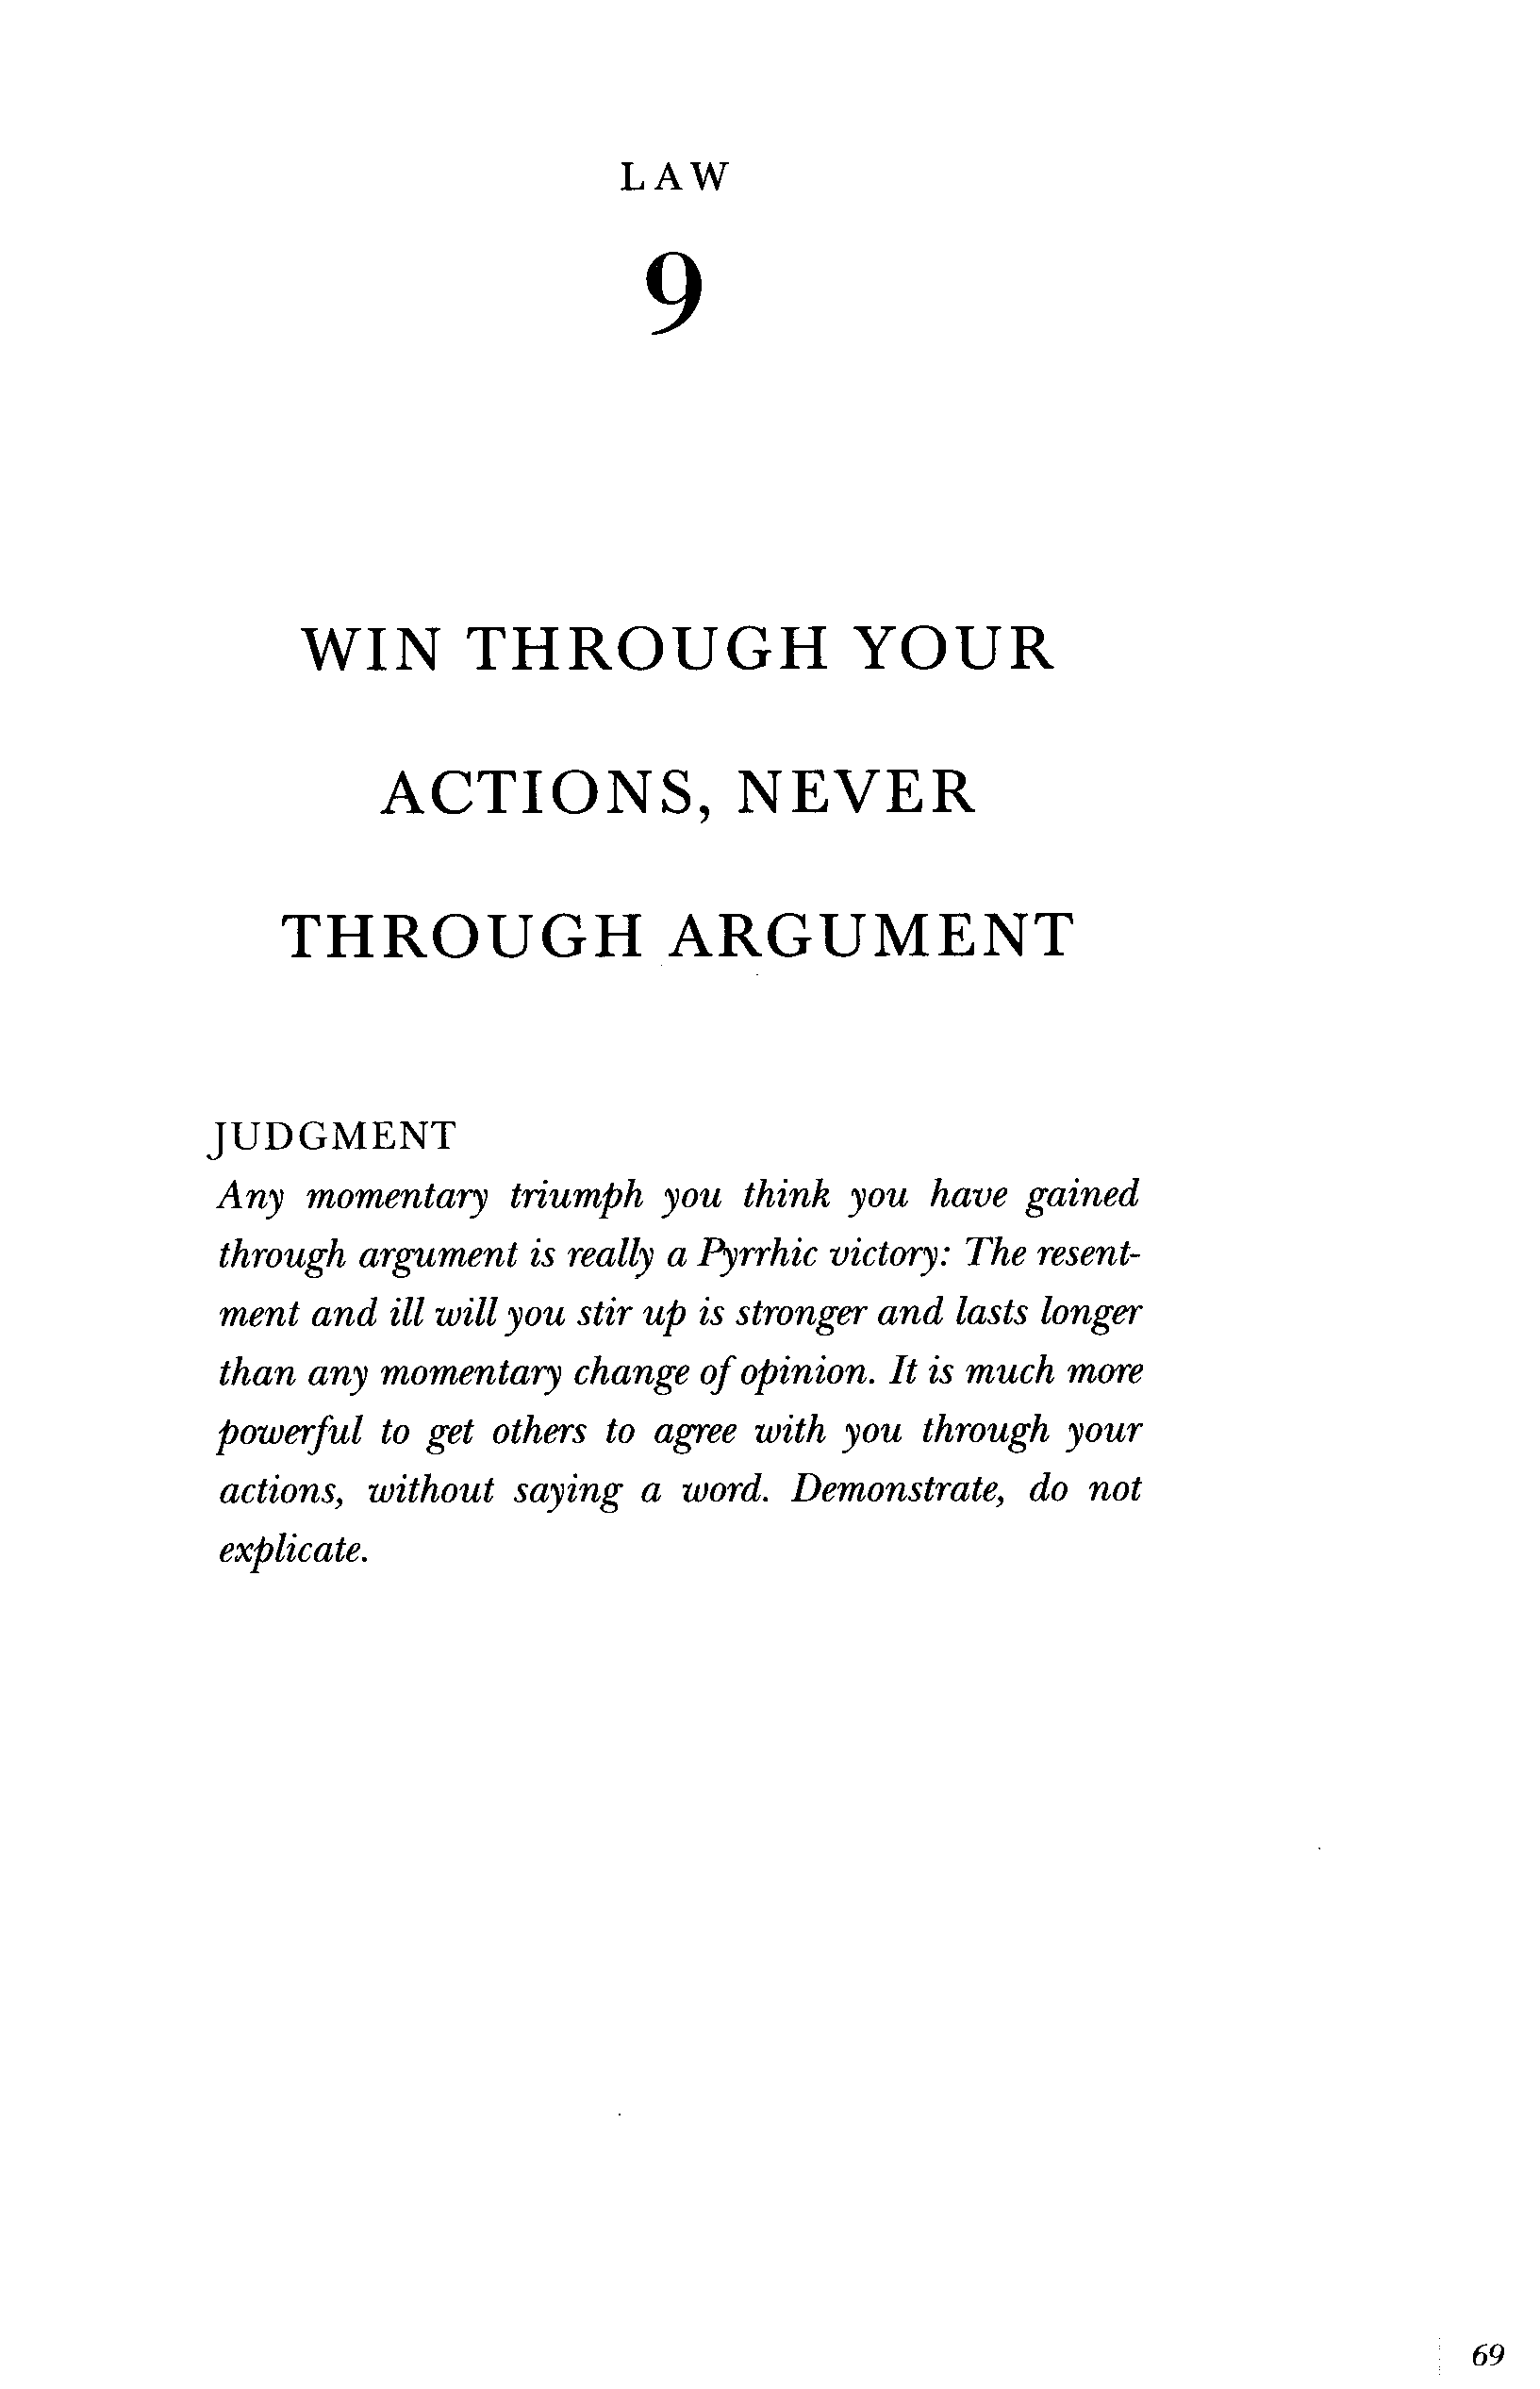 LAW
9
WIN THROUGH YOUR
ACTIONS, NEVER
THROUGH ARGUMENT
JUDGMENT
Any momentary triumph you think you have gained
through argument is really a Pyrrhic victory: The resent-
ment and ill will you stir up is stronger and lasts longer
than any momentary change of opinion. It is much more
powerful to get others to agree with you through your
actions, without saying a word. Demonstrate, do not
explicate.
69